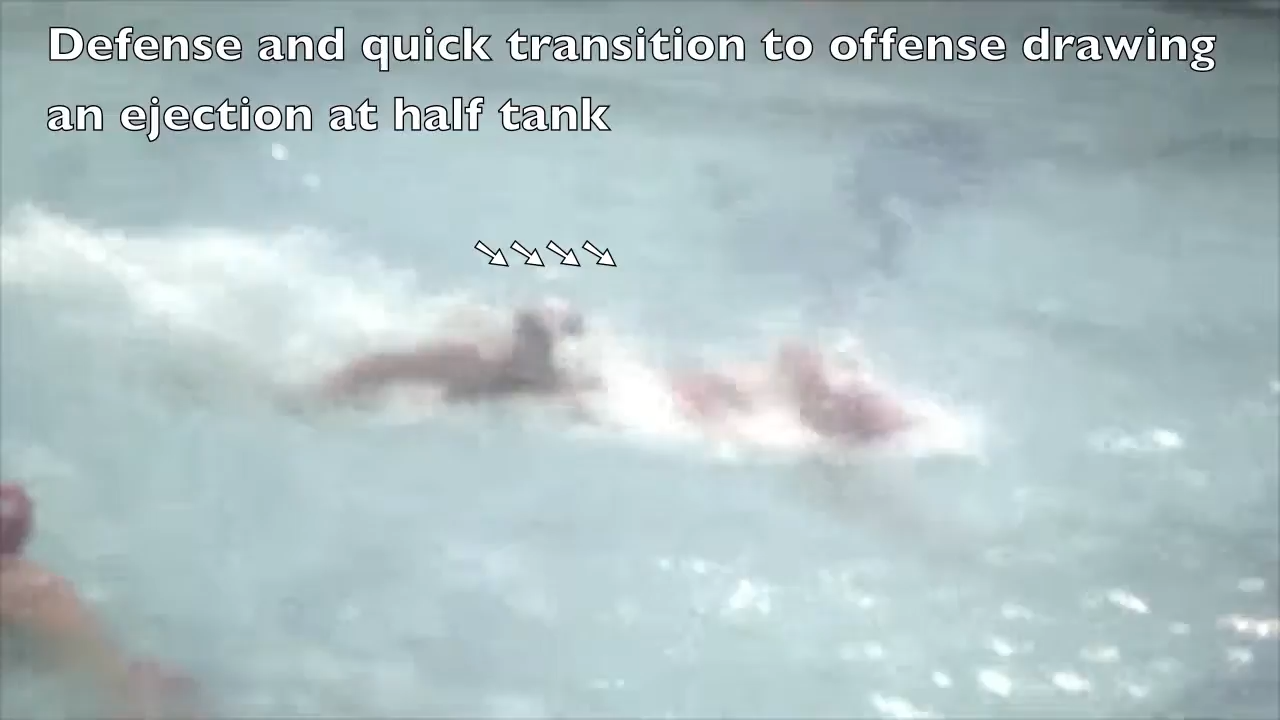 Defense and quick transition to offense drawing
an ejection at half tank